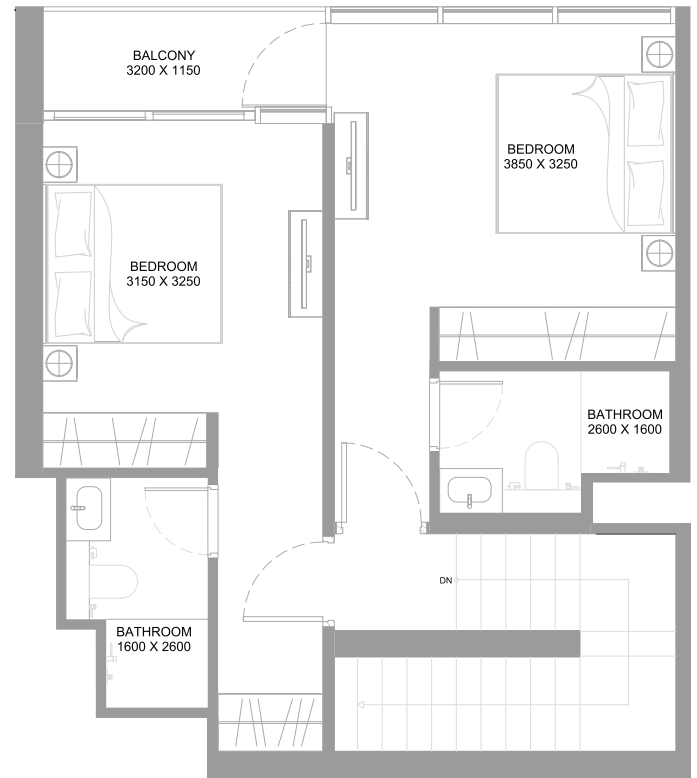 BALCONY
3200 X 1150
BEDROOM
3850 X 3250
BEDROOM
3150 X 3250
BATHROOM
2600 X 1600
DN
BATHROOM
1600 X 2600